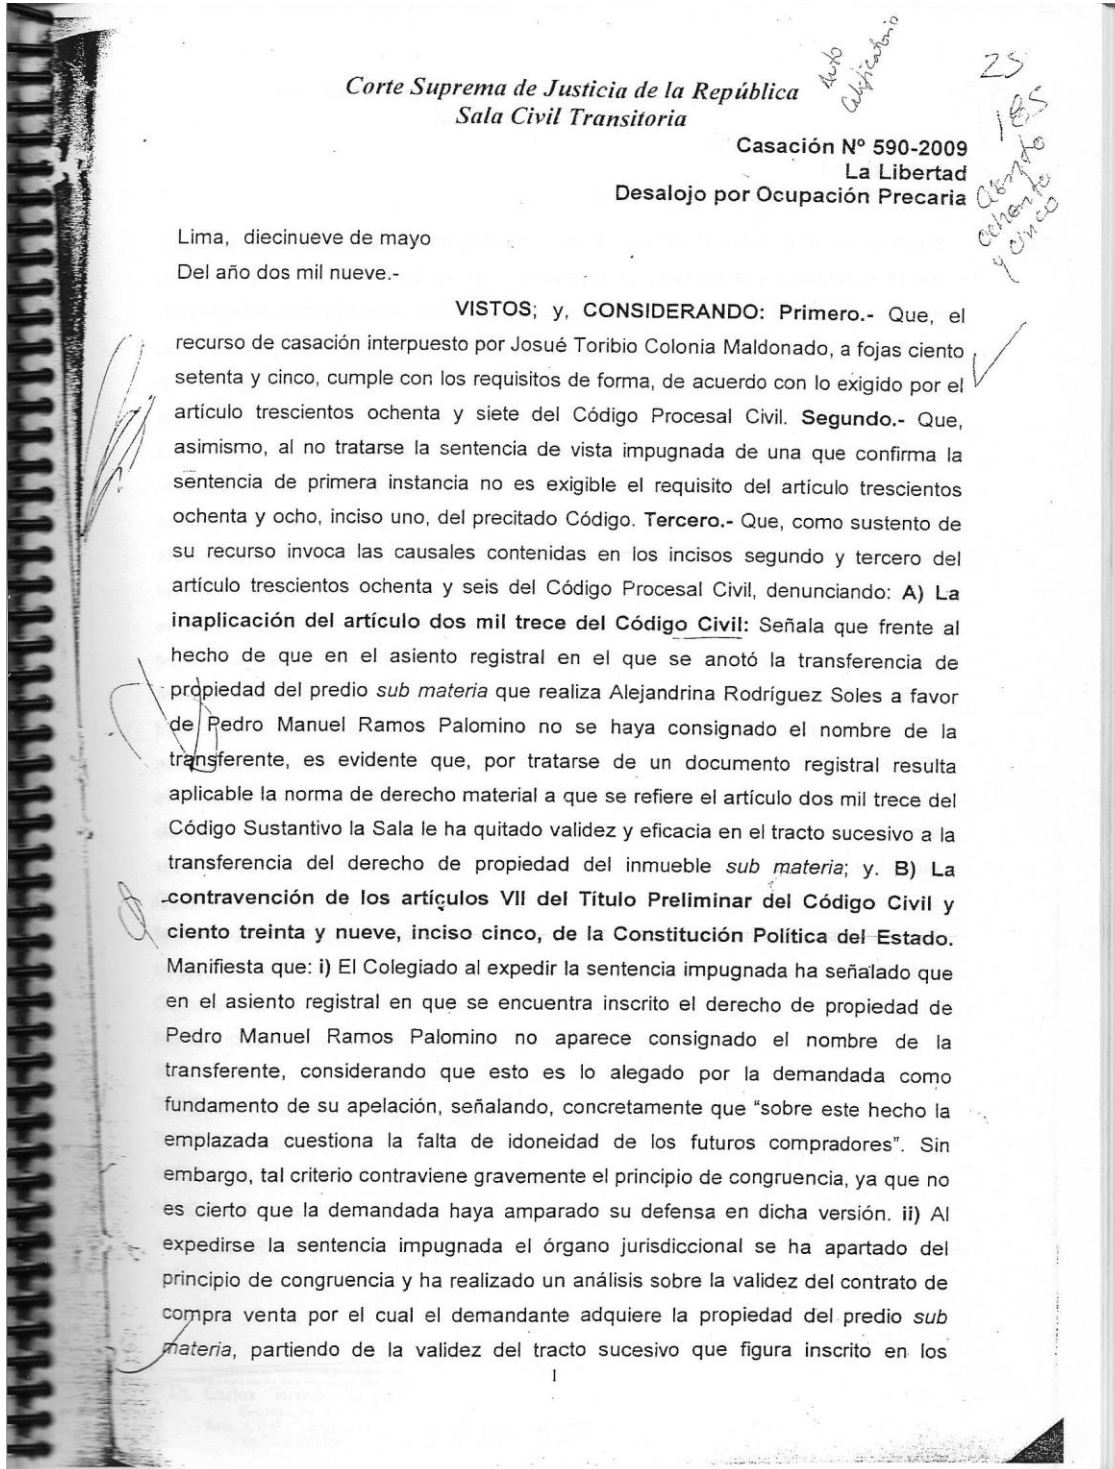 Auto
Calificatorio
25
185
ciento
ochenta
y cinco
Corte Suprema de Justicia de la República
Sala Civil Transitoria
Casación Nº 590-2009
La Libertad
Desalojo por Ocupación Precaria
Lima, diecinueve de mayo
Del año dos mil nueve.-
VISTOS; y, CONSIDERANDO: Primero.- Que, el
recurso de casación interpuesto por Josué Toribio Colonia Maldonado, a fojas ciento
setenta y cinco, cumple con los requisitos de forma, de acuerdo con lo exigido por el
artículo trescientos ochenta y siete del Código Procesal Civil. Segundo.- Que,
asimismo, al no tratarse la sentencia de vista impugnada de una que confirma la
sentencia de primera instancia no es exigible el requisito del artículo trescientos
ochenta y ocho, inciso uno, del precitado Código. Tercero.- Que, como sustento de
su recurso invoca las causales contenidas en los incisos segundo y tercero del
artículo trescientos ochenta y seis del Código Procesal Civil, denunciando: A) La
inaplicación del artículo dos mil trece del Código Civil: Señala que frente al
hecho de que en el asiento registral en el que se anotó la transferencia de
propiedad del predio sub materia que realiza Alejandrina Rodríguez Soles a favor
de Pedro Manuel Ramos Palomino no se haya consignado el nombre de la
transferente, es evidente que, por tratarse de un documento registral resulta
aplicable la norma de derecho material a que se refiere el artículo dos mil trece del
Código Sustantivo la Sala le ha quitado validez y eficacia en el tracto sucesivo a la
transferencia del derecho de propiedad del inmueble sub materia; y. B) La
contravención de los artículos VII del Título Preliminar del Código Civil y
ciento treinta y nueve, inciso cinco, de la Constitución Política del Estado.
Manifiesta que: i) El Colegiado al expedir la sentencia impugnada ha señalado que
en el asiento registral en que se encuentra inscrito el derecho de propiedad de
Pedro Manuel Ramos Palomino no aparece consignado el nombre de la
transferente, considerando que esto es lo alegado por la demandada como
fundamento de su apelación, señalando, concretamente que "sobre este hecho la
emplazada cuestiona la falta de idoneidad de los futuros compradores". Sin
embargo, tal criterio contraviene gravemente el principio de congruencia, ya que no
es cierto que la demandada haya amparado su defensa en dicha versión. ii) Al
expedirse la sentencia impugnada el órgano jurisdiccional se ha apartado del
principio de congruencia y ha realizado un análisis sobre la validez del contrato de
compra venta por el cual el demandante adquiere la propiedad del predio sub
materia, partiendo de la validez del tracto sucesivo que figura inscrito en los
1